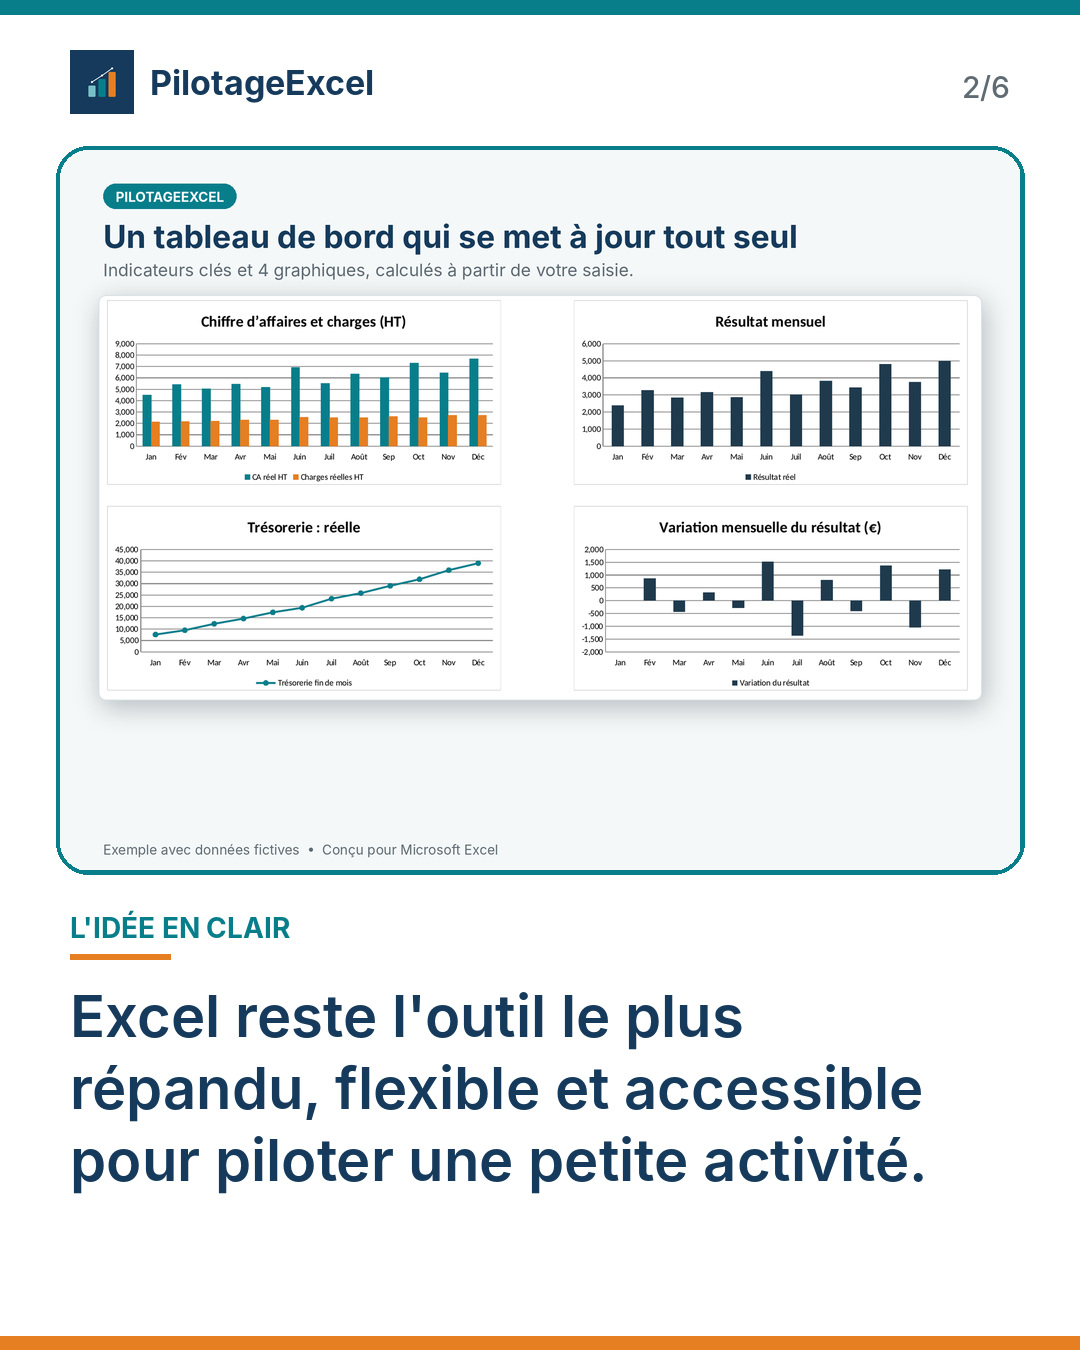 PilotageExcel
2/6
PILOTAGEEXCEL
Un tableau de bord qui se met à jour tout seul
Indicateurs clés et 4 graphiques, calculés à partir de votre saisie.
Chiffre d’affaires et charges (HT)
9,000
8,000
7,000
6,000
5,000
4,000
3,000
2,000
1,000
0
Jan Fév Mar Avr Mai Juin Juil Août Sep Oct Nov Déc
CA réel HT Charges réelles HT
Résultat mensuel
6,000
5,000
4,000
3,000
2,000
1,000
0
Jan Fév Mar Avr Mai Juin Juil Août Sep Oct Nov Déc
Résultat réel
Trésorerie : réelle
45,000
40,000
35,000
30,000
25,000
20,000
15,000
10,000
5,000
0
Jan Fév Mar Avr Mai Juin Juil Août Sep Oct Nov Déc
Trésorerie fin de mois
Variation mensuelle du résultat (€)
2,000
1,500
1,000
500
0
-500
-1,000
-1,500
-2,000
Jan Fév Mar Avr Mai Juin Juil Août Sep Oct Nov Déc
Variation du résultat
Exemple avec données fictives • Conçu pour Microsoft Excel
L'IDÉE EN CLAIR
Excel reste l'outil le plus
répandu, flexible et accessible
pour piloter une petite activité.